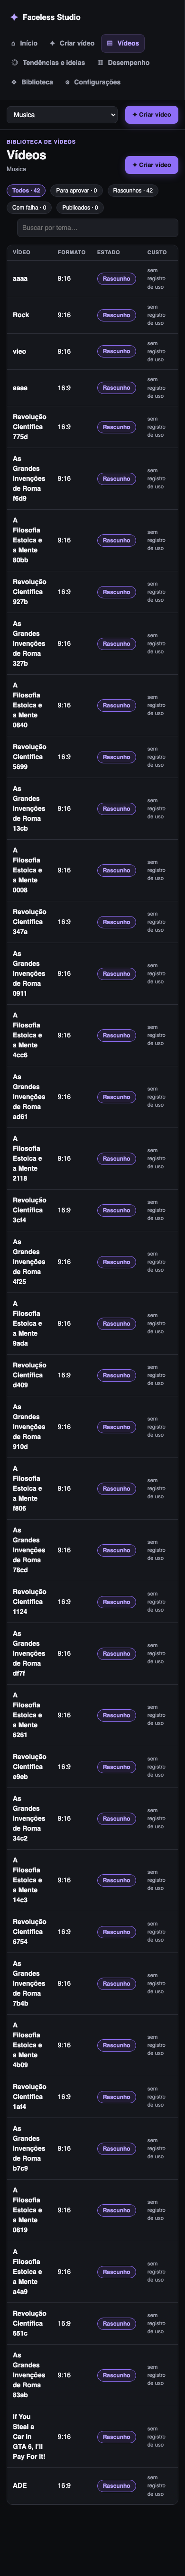 Faceless Studio
Início
Criar vídeo
Vídeos
Tendências e Ideias
Desempenho
Biblioteca
Configurações
Musica
+ Criar vídeo
BIBLIOTECA DE VÍDEOS
Vídeos
Musica
+ Criar vídeo
Todos · 42
Para aprovar · 0
Rascunhos · 42
Com falha · 0
Publicados · 0
Buscar por tema...
VÍDEO FORMATO ESTADO CUSTO
aaaa 9:16 Rascunho sem registro de uso
Rock 9:16 Rascunho sem registro de uso
vleo 9:16 Rascunho sem registro de uso
aaaa 16:9 Rascunho sem registro de uso
Revolução Científica 775d 16:9 Rascunho sem registro de uso
As Grandes Invenções de Roma f6d9 9:16 Rascunho sem registro de uso
A Filosofia Estoica e a Mente 80bb 9:16 Rascunho sem registro de uso
Revolução Científica 927b 16:9 Rascunho sem registro de uso
As Grandes Invenções de Roma 327b 9:16 Rascunho sem registro de uso
A Filosofia Estoica e a Mente 0840 9:16 Rascunho sem registro de uso
Revolução Científica 5699 16:9 Rascunho sem registro de uso
As Grandes Invenções de Roma 13cb 9:16 Rascunho sem registro de uso
A Filosofia Estoica e a Mente 0008 9:16 Rascunho sem registro de uso
Revolução Científica 347a 16:9 Rascunho sem registro de uso
As Grandes Invenções de Roma 0911 9:16 Rascunho sem registro de uso
A Filosofia Estoica e a Mente 4cc6 9:16 Rascunho sem registro de uso
As Grandes Invenções de Roma ad61 9:16 Rascunho sem registro de uso
A Filosofia Estoica e a Mente 2118 9:16 Rascunho sem registro de uso
Revolução Científica 3cf4 16:9 Rascunho sem registro de uso
As Grandes Invenções de Roma 4f25 9:16 Rascunho sem registro de uso
A Filosofia Estoica e a Mente 9ada 9:16 Rascunho sem registro de uso
Revolução Científica d409 16:9 Rascunho sem registro de uso
As Grandes Invenções de Roma 910d 9:16 Rascunho sem registro de uso
A Filosofia Estoica e a Mente f806 9:16 Rascunho sem registro de uso
As Grandes Invenções de Roma 78cd 9:16 Rascunho sem registro de uso
Revolução Científica 1124 16:9 Rascunho sem registro de uso
As Grandes Invenções de Roma df7f 9:16 Rascunho sem registro de uso
A Filosofia Estoica e a Mente 6261 9:16 Rascunho sem registro de uso
Revolução Científica e9eb 16:9 Rascunho sem registro de uso
As Grandes Invenções de Roma 34c2 9:16 Rascunho sem registro de uso
A Filosofia Estoica e a Mente 14c3 9:16 Rascunho sem registro de uso
Revolução Científica 6754 16:9 Rascunho sem registro de uso
As Grandes Invenções de Roma 7b4b 9:16 Rascunho sem registro de uso
A Filosofia Estoica e a Mente 4b09 9:16 Rascunho sem registro de uso
Revolução Científica 1af4 16:9 Rascunho sem registro de uso
As Grandes Invenções de Roma b7c9 9:16 Rascunho sem registro de uso
A Filosofia Estoica e a Mente 0819 9:16 Rascunho sem registro de uso
A Filosofia Estoica e a Mente a4a9 9:16 Rascunho sem registro de uso
Revolução Científica 651c 16:9 Rascunho sem registro de uso
As Grandes Invenções de Roma 83ab 9:16 Rascunho sem registro de uso
If You Steal a Car in GTA 6, I'll Pay For It! 9:16 Rascunho sem registro de uso
ADE 16:9 Rascunho sem registro de uso